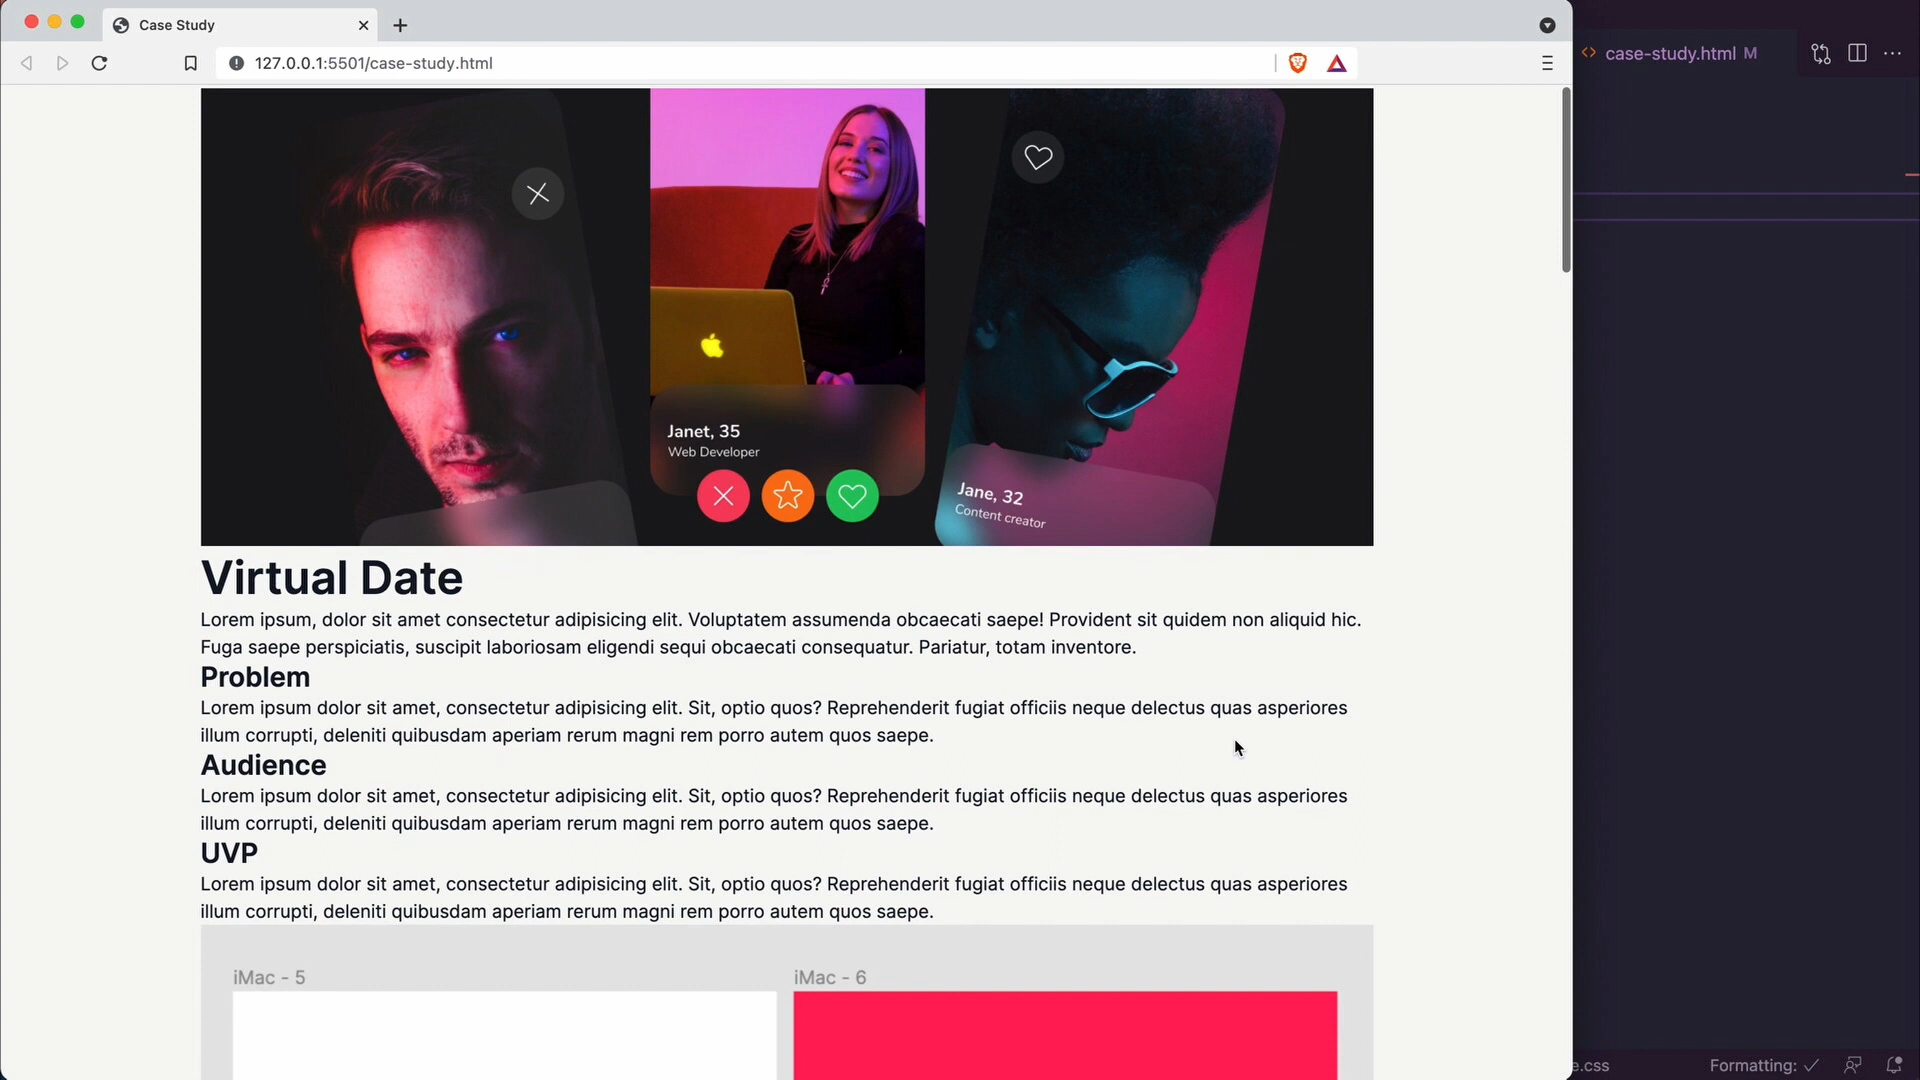 Case Study
127.0.0.1:5501/case-study.html
case-study.html M
Janet, 35
Web Developer
Jane, 32
Content creator
Virtual Date
Lorem ipsum, dolor sit amet consectetur adipisicing elit. Voluptatem assumenda obcaecati saepe! Provident sit quidem non aliquid hic.
Fuga saepe perspiciatis, suscipit laboriosam eligendi sequi obcaecati consequatur. Pariatur, totam inventore.
Problem
Lorem ipsum dolor sit amet, consectetur adipisicing elit. Sit, optio quos? Reprehenderit fugiat officiis neque delectus quas asperiores
illum corrupti, deleniti quibusdam aperiam rerum magni rem porro autem quos saepe.
Audience
Lorem ipsum dolor sit amet, consectetur adipisicing elit. Sit, optio quos? Reprehenderit fugiat officiis neque delectus quas asperiores
illum corrupti, deleniti quibusdam aperiam rerum magni rem porro autem quos saepe.
UVP
Lorem ipsum dolor sit amet, consectetur adipisicing elit. Sit, optio quos? Reprehenderit fugiat officiis neque delectus quas asperiores
illum corrupti, deleniti quibusdam aperiam rerum magni rem porro autem quos saepe.
iMac - 5
iMac - 6
e.css
Formatting: ✓